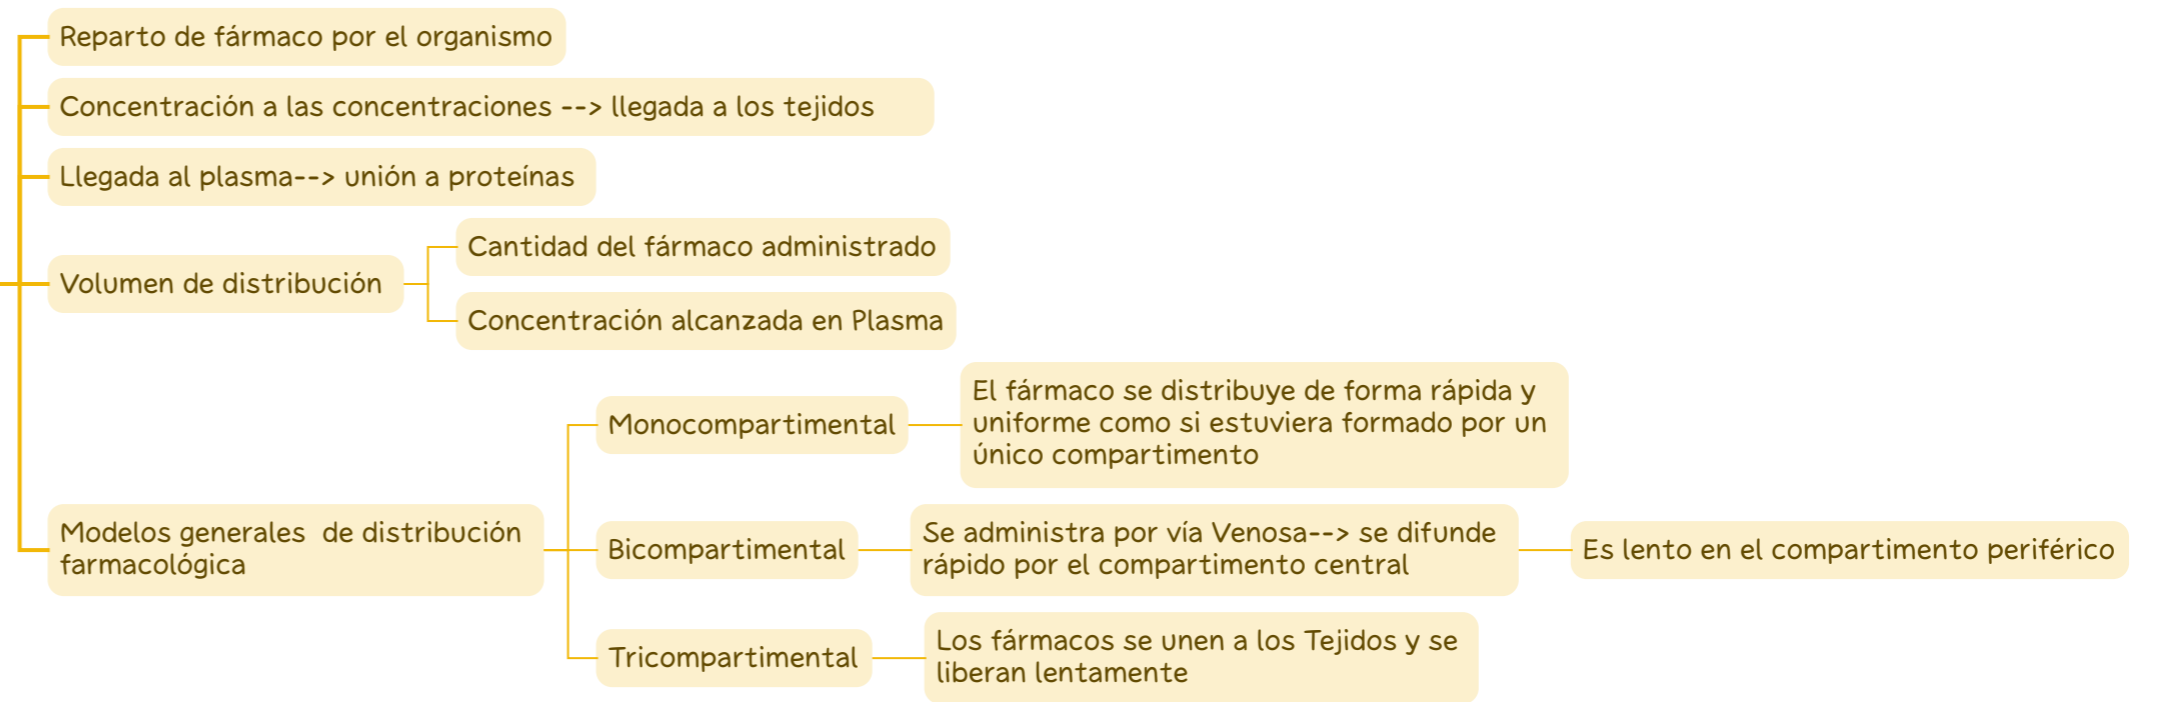 Reparto de fármaco por el organismo
Concentración a las concentraciones --> llegada a los tejidos
Llegada al plasma--> unión a proteínas
Volumen de distribución
Cantidad del fármaco administrado
Concentración alcanzada en Plasma
Modelos generales  de distribución
farmacológica
Monocompartimental
El fármaco se distribuye de forma rápida y
uniforme como si estuviera formado por un
único compartimento
Bicompartimental
Se administra por vía Venosa--> se difunde
rápido por el compartimento central
Es lento en el compartimento periférico
Tricompartimental
Los fármacos se unen a los Tejidos y se
liberan lentamente